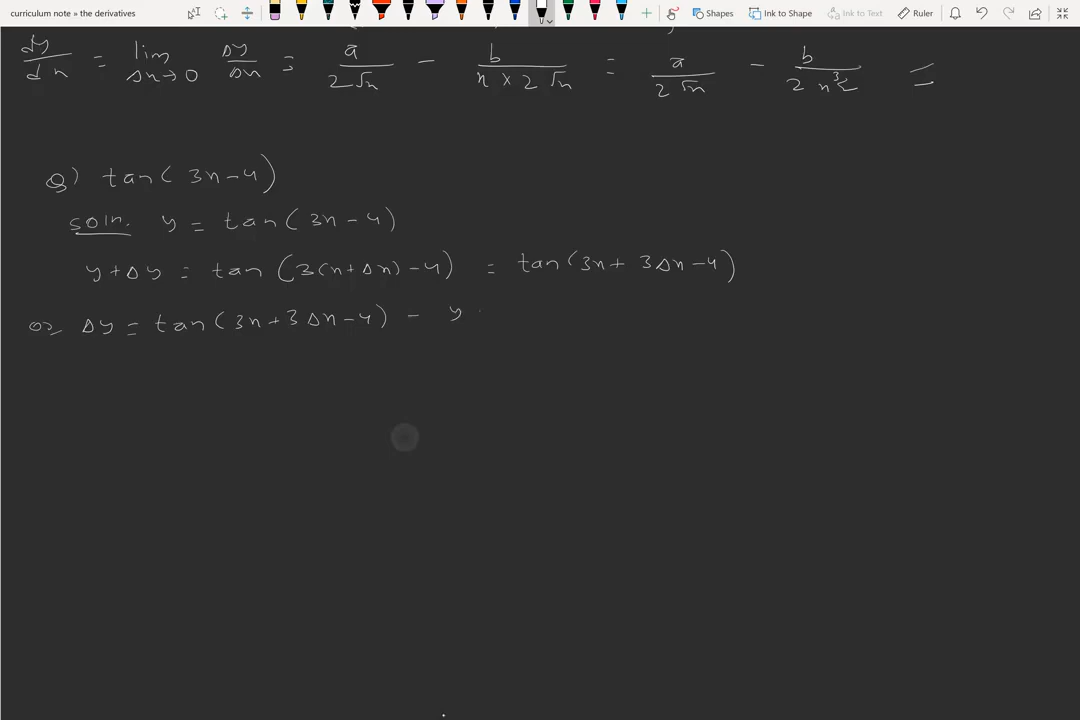 curriculum note » the derivatives Shapes Ink to Shape Ink to Text Ruler
dy/dx = lim Δx→0 Δy/Δx = a/2√x - b/x × 2√x = a/2√x - b/2 x^3/2
Q) tan(3x-4)
soln. y = tan(3x-4)
y+Δy = tan(3(x+Δx)-4) = tan(3x+3Δx-4)
or Δy = tan(3x+3Δx-4) - y